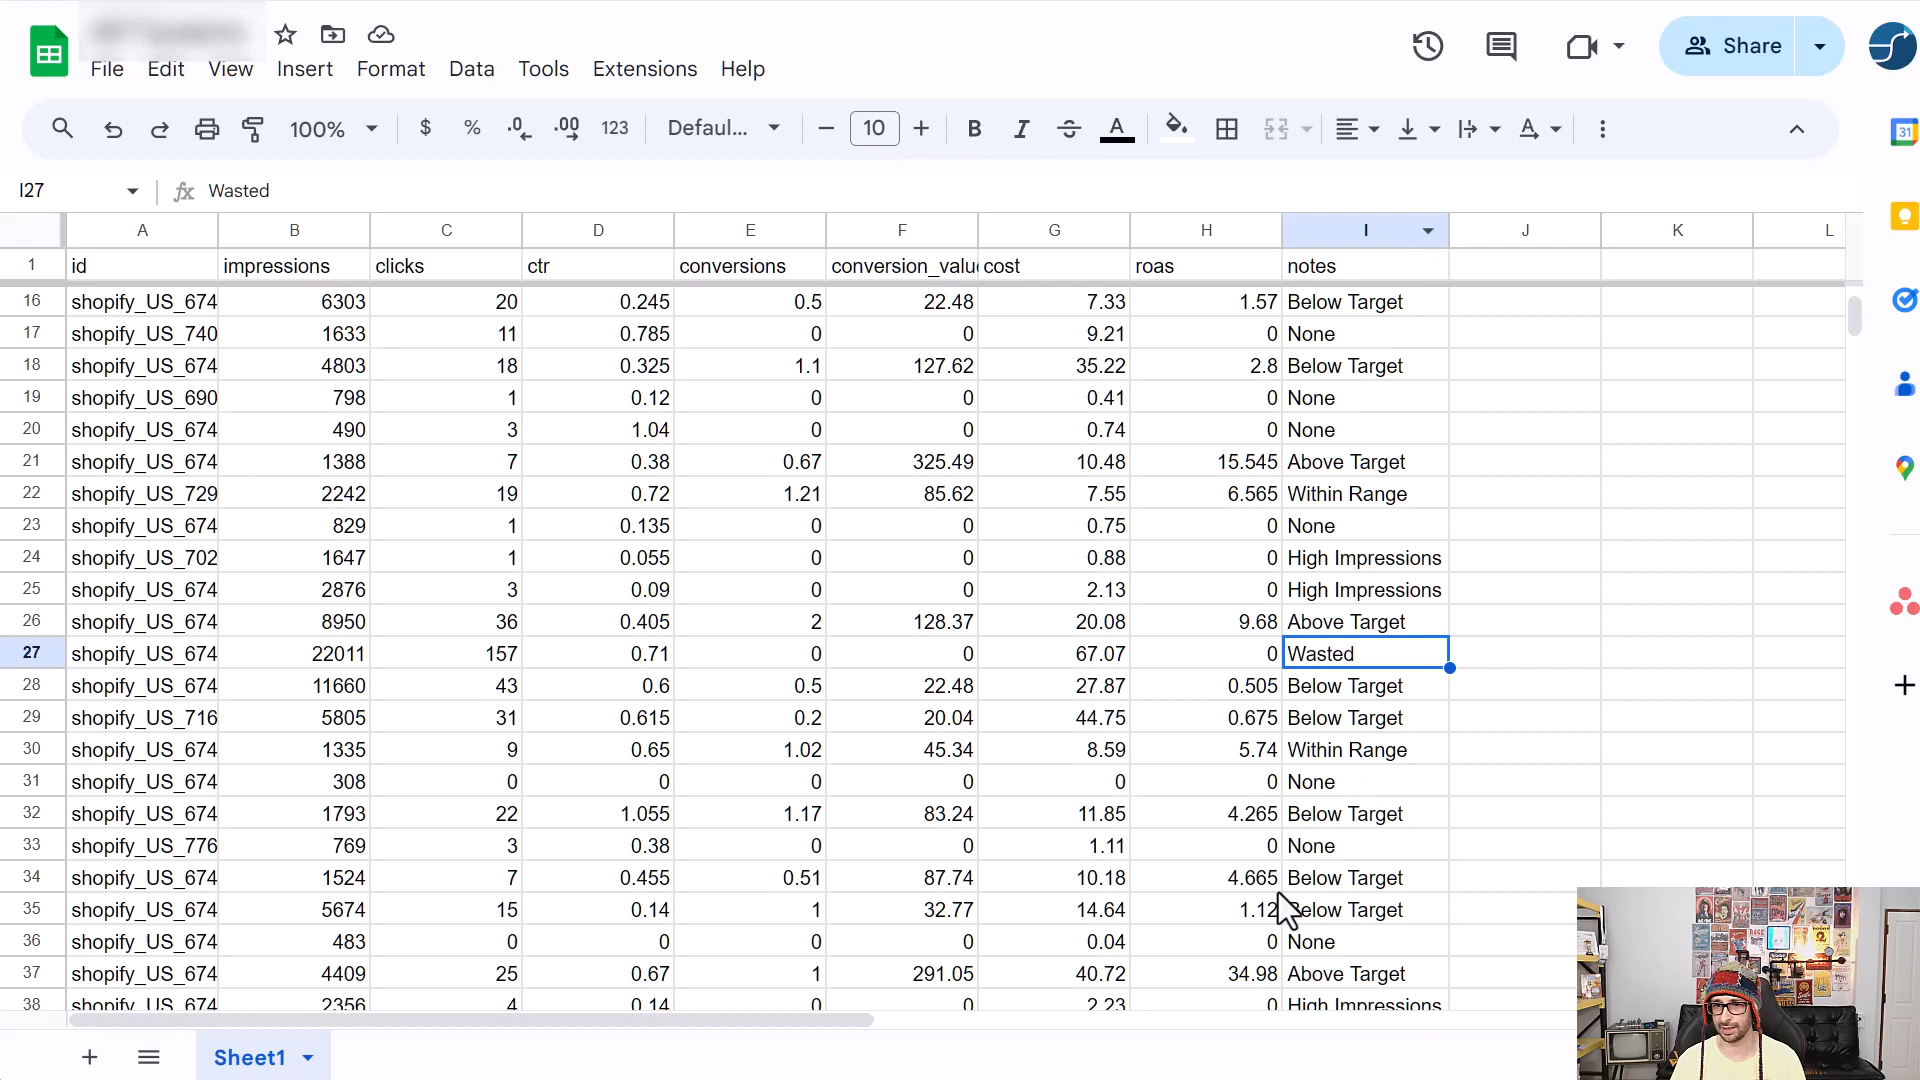 File Edit View Insert Format Data Tools Extensions Help
Share
100% $ % .0 .00 123 Defaul... 10 B I A
31
I27 fx Wasted
A B C D E F G H I J K L
1 id impressions clicks ctr conversions conversion_valu cost roas notes
16 shopify_US_674 6303 20 0.245 0.5 22.48 7.33 1.57 Below Target
17 shopify_US_740 1633 11 0.785 0 0 9.21 0 None
18 shopify_US_674 4803 18 0.325 1.1 127.62 35.22 2.8 Below Target
19 shopify_US_690 798 1 0.12 0 0 0.41 0 None
20 shopify_US_674 490 3 1.04 0 0 0.74 0 None
21 shopify_US_674 1388 7 0.38 0.67 325.49 10.48 15.545 Above Target
22 shopify_US_729 2242 19 0.72 1.21 85.62 7.55 6.565 Within Range
23 shopify_US_674 829 1 0.135 0 0 0.75 0 None
24 shopify_US_702 1647 1 0.055 0 0 0.88 0 High Impressions
25 shopify_US_674 2876 3 0.09 0 0 2.13 0 High Impressions
26 shopify_US_674 8950 36 0.405 2 128.37 20.08 9.68 Above Target
27 shopify_US_674 22011 157 0.71 0 0 67.07 0 Wasted
28 shopify_US_674 11660 43 0.6 0.5 22.48 27.87 0.505 Below Target
29 shopify_US_716 5805 31 0.615 0.2 20.04 44.75 0.675 Below Target
30 shopify_US_674 1335 9 0.65 1.02 45.34 8.59 5.74 Within Range
31 shopify_US_674 308 0 0 0 0 0 0 None
32 shopify_US_674 1793 22 1.055 1.17 83.24 11.85 4.265 Below Target
33 shopify_US_776 769 3 0.38 0 0 1.11 0 None
34 shopify_US_674 1524 7 0.455 0.51 87.74 10.18 4.665 Below Target
35 shopify_US_674 5674 15 0.14 1 32.77 14.64 1.12 Below Target
36 shopify_US_674 483 0 0 0 0 0.04 0 None
37 shopify_US_674 4409 25 0.67 1 291.05 40.72 34.98 Above Target
38 shopify_US_674 2356 4 0.14 0 0 2.23 0 High Impressions
Sheet1